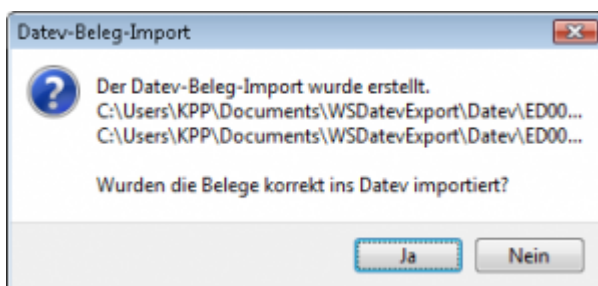 Datev-Beleg-Import
Der Datev-Beleg-Import wurde erstellt.
C:\Users\KPP\Documents\WSDatevExport\Datev\ED00...
C:\Users\KPP\Documents\WSDatevExport\Datev\ED00...
Wurden die Belege korrekt ins Datev importiert?
Ja
Nein